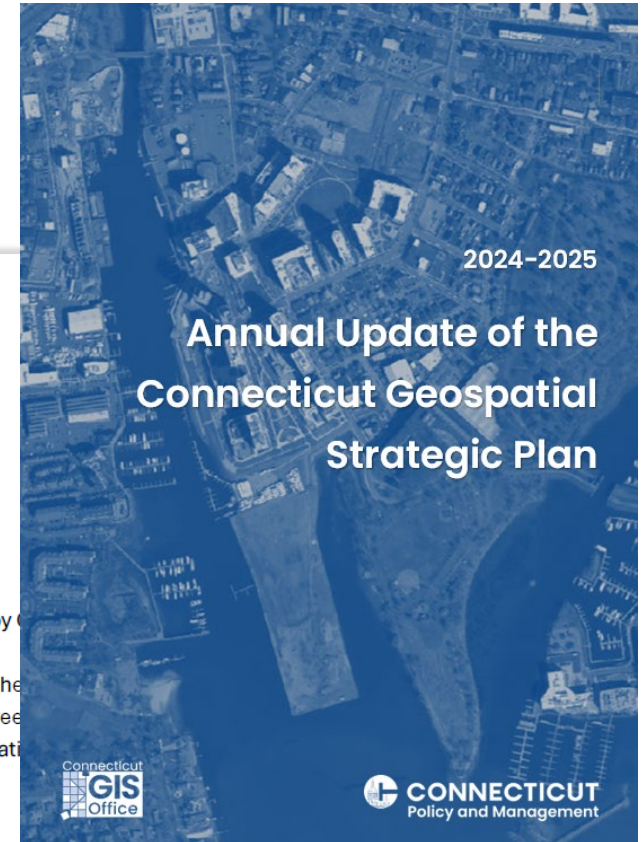 2024-2025
Annual Update of the
Connecticut Geospatial
Strategic Plan
Connecticut
GIS
Office
CONNECTICUT
Policy and Management